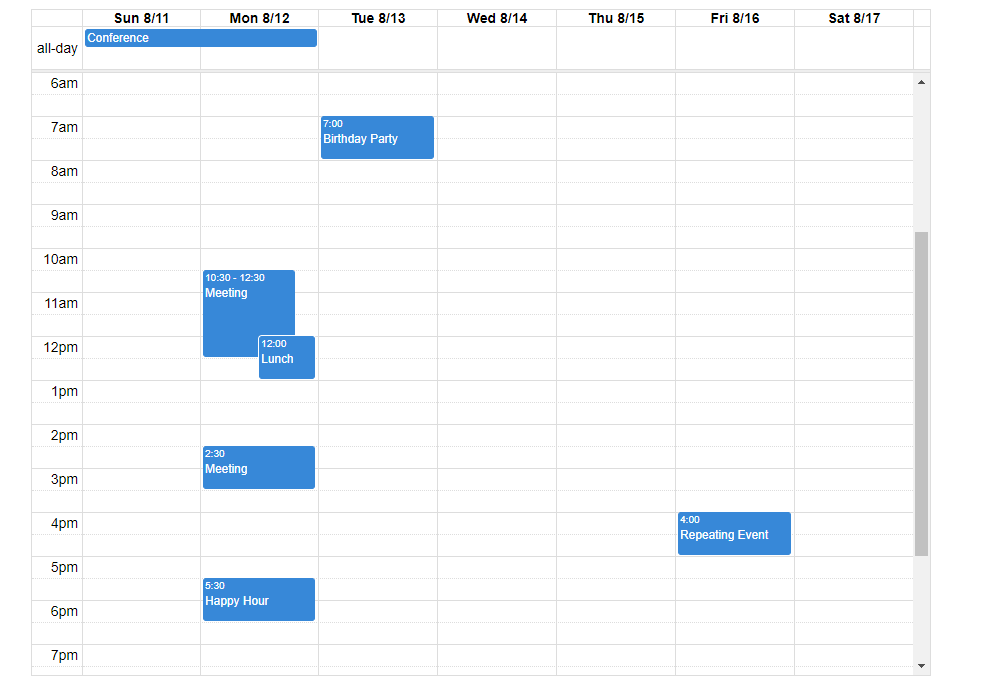 Sun 8/11 Mon 8/12 Tue 8/13 Wed 8/14 Thu 8/15 Fri 8/16 Sat 8/17
all-day Conference
6am
7am 7:00
Birthday Party
8am
9am
10am
10:30 - 12:30
Meeting
11am
12pm 12:00
Lunch
1pm
2pm
2:30
Meeting
3pm
4pm 4:00
Repeating Event
5pm
5:30
Happy Hour
6pm
7pm